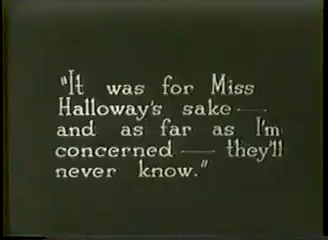 "It was for Miss
Halloway's sake —
and as far as I'm
concerned — they'll
never know."